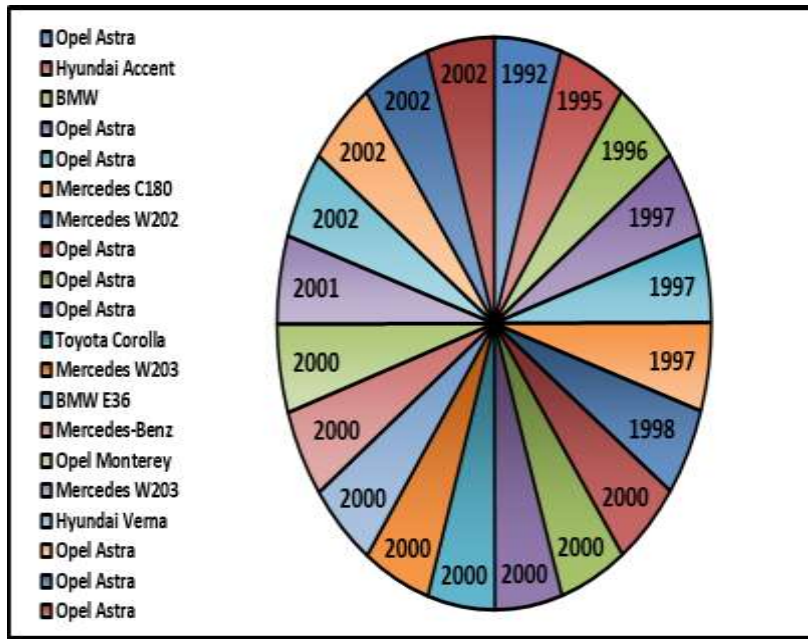 Opel Astra
Hyundai Accent
BMW
Opel Astra
Opel Astra
Mercedes C180
Mercedes W202
Opel Astra
Opel Astra
Opel Astra
Toyota Corolla
Mercedes W203
BMW E36
Mercedes-Benz
Opel Monterey
Mercedes W203
Hyundai Verna
Opel Astra
Opel Astra
Opel Astra
1992
1995
1996
1997
1997
1997
1998
2000
2000
2000
2000
2000
2000
2000
2000
2001
2002
2002
2002
2002